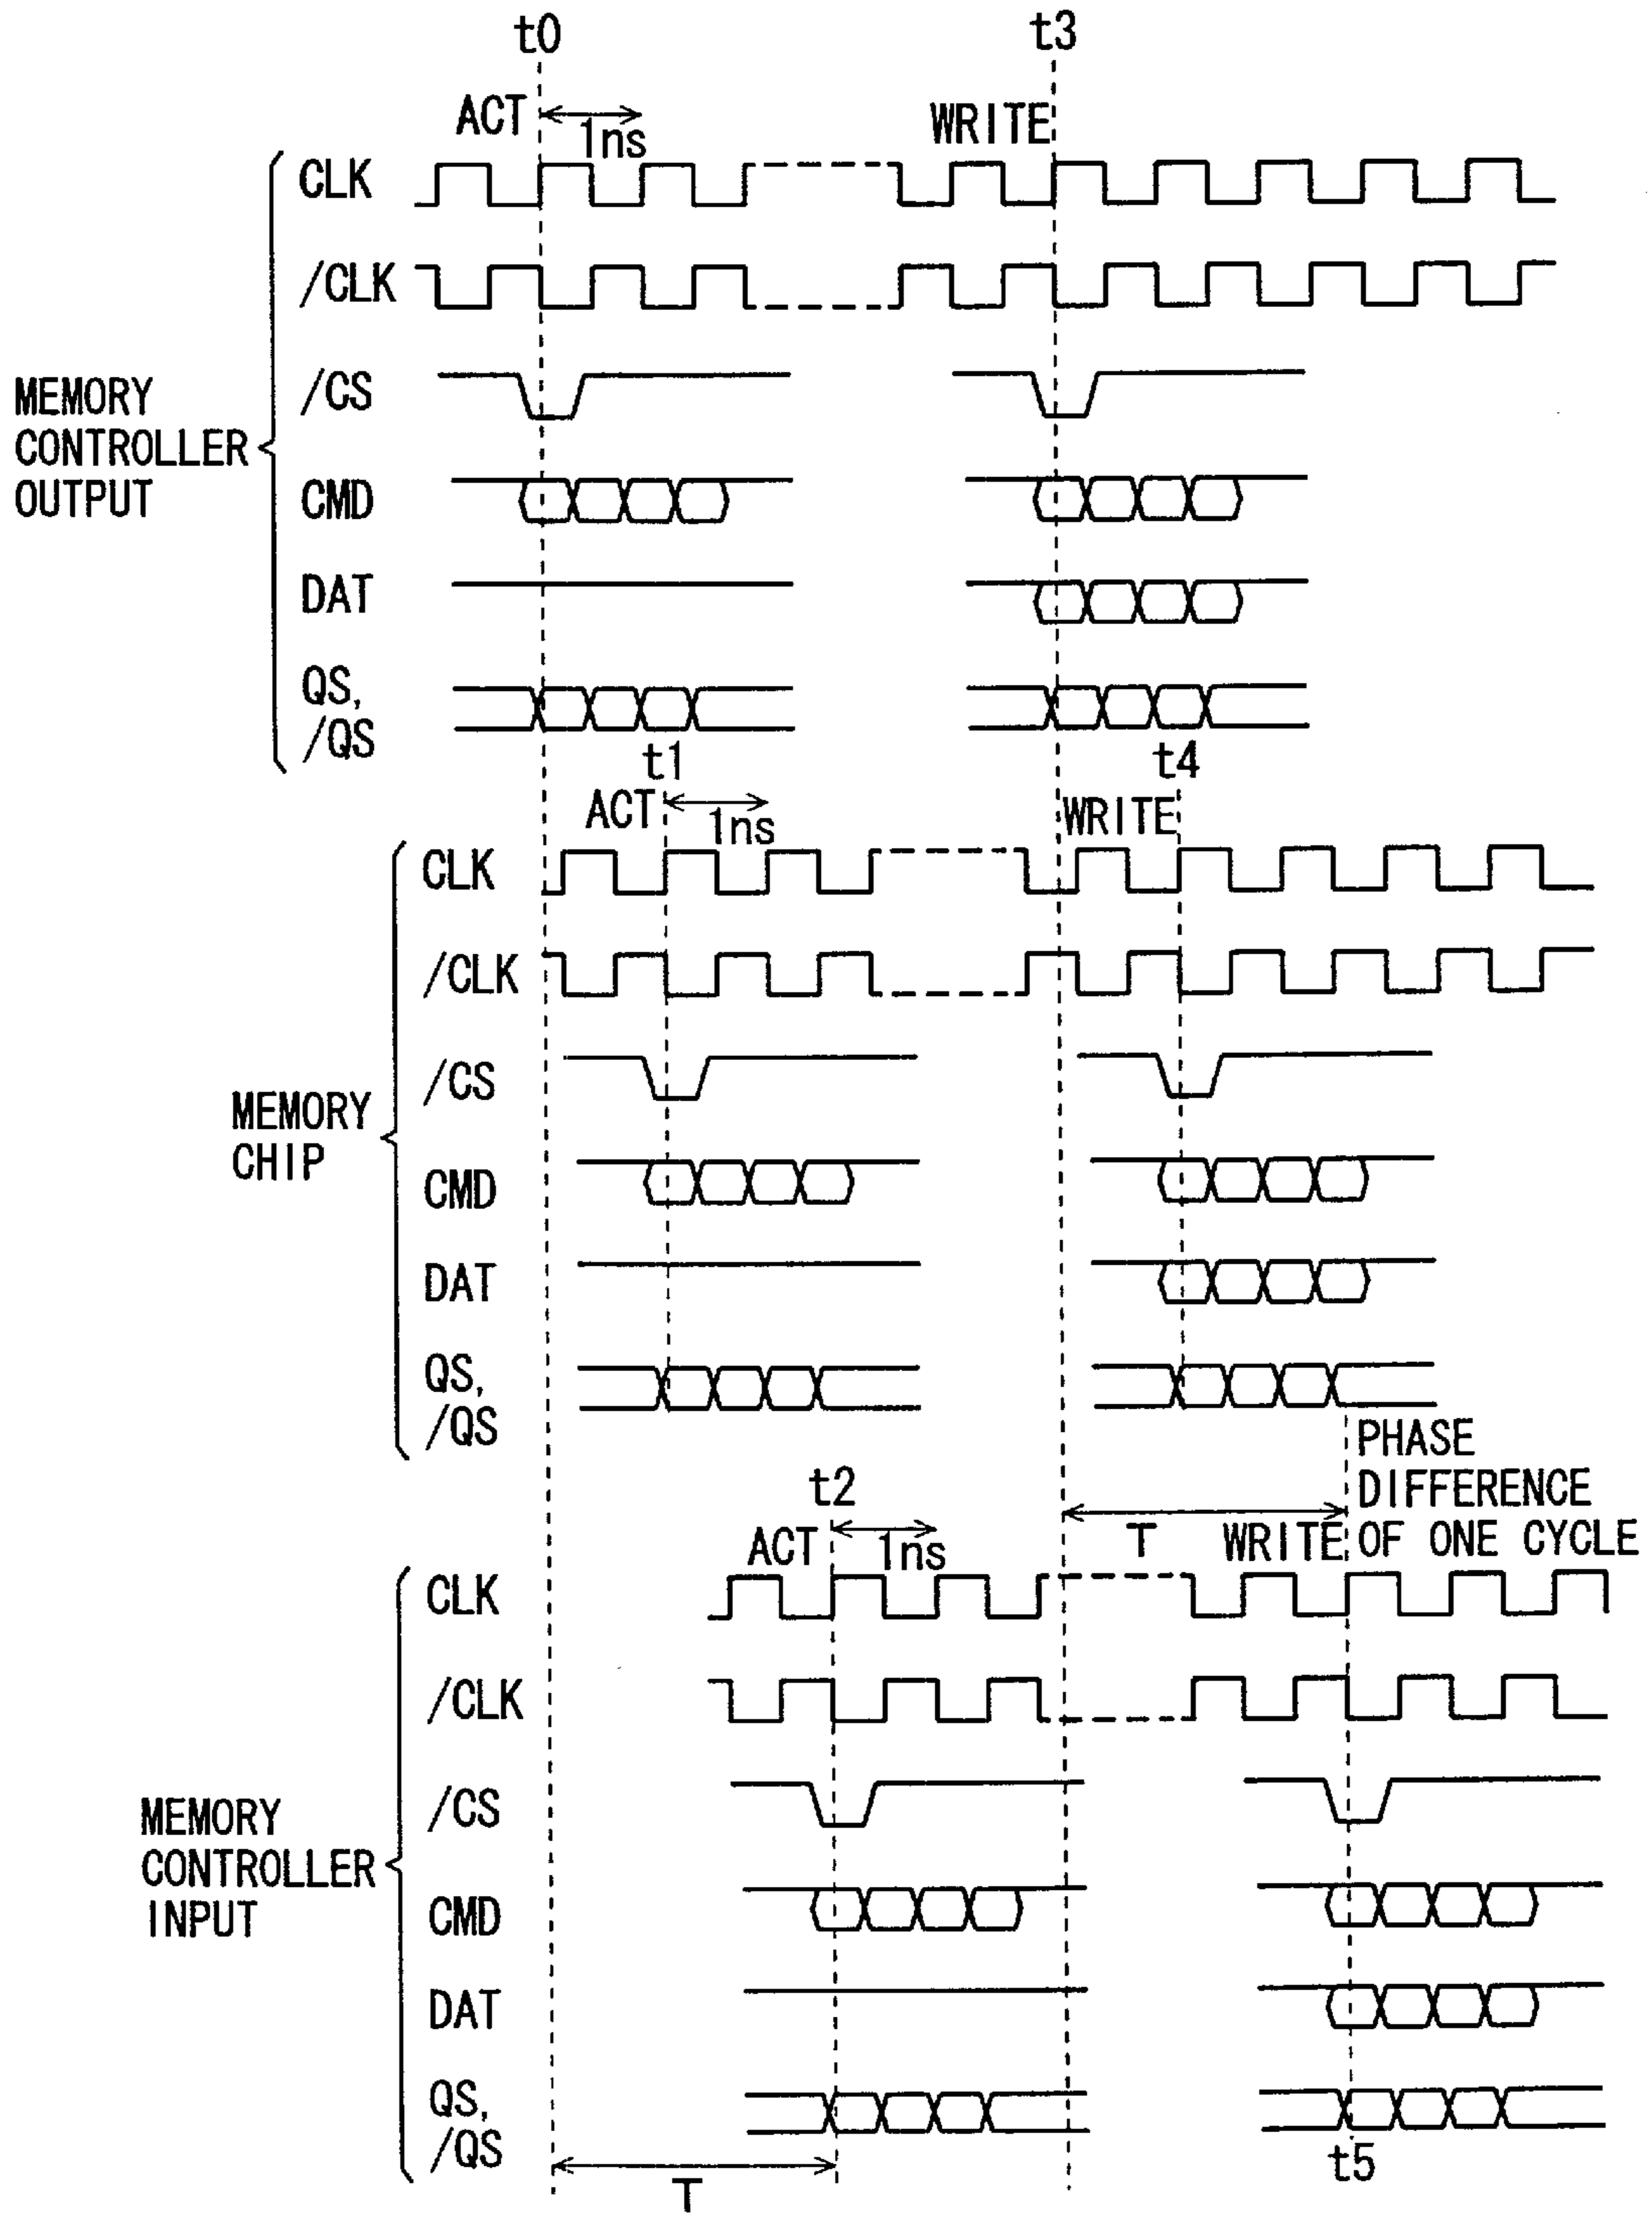 t0
t3
ACT
1ns
WRITE
CLK
/CLK
/CS
MEMORY
CONTROLLER
OUTPUT
CMD
DAT
QS,
/QS
t1
t4
ACT
1ns
WRITE
CLK
/CLK
/CS
MEMORY
CHIP
CMD
DAT
QS,
/QS
PHASE
DIFFERENCE
OF ONE CYCLE
t2
ACT
1ns
T
WRITE
CLK
/CLK
/CS
MEMORY
CONTROLLER
INPUT
CMD
DAT
QS,
/QS
t5
T